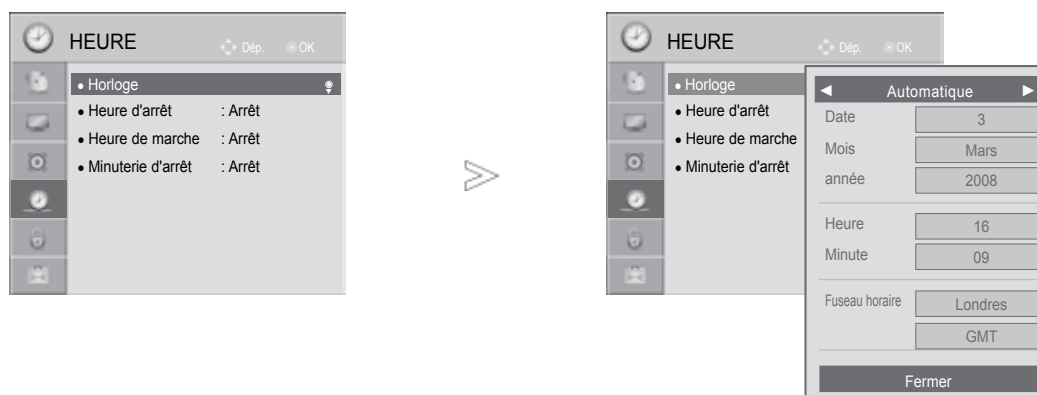 HEURE Dép. OK
• Horloge
• Heure d'arrêt : Arrêt
• Heure de marche : Arrêt
• Minuterie d'arrêt : Arrêt
HEURE Dép. OK
• Horloge
• Heure d'arrêt
• Heure de marche
• Minuterie d'arrêt
◄ Automatique ►
Date 3
Mois Mars
année 2008
Heure 16
Minute 09
Fuseau horaire Londres
GMT
Fermer